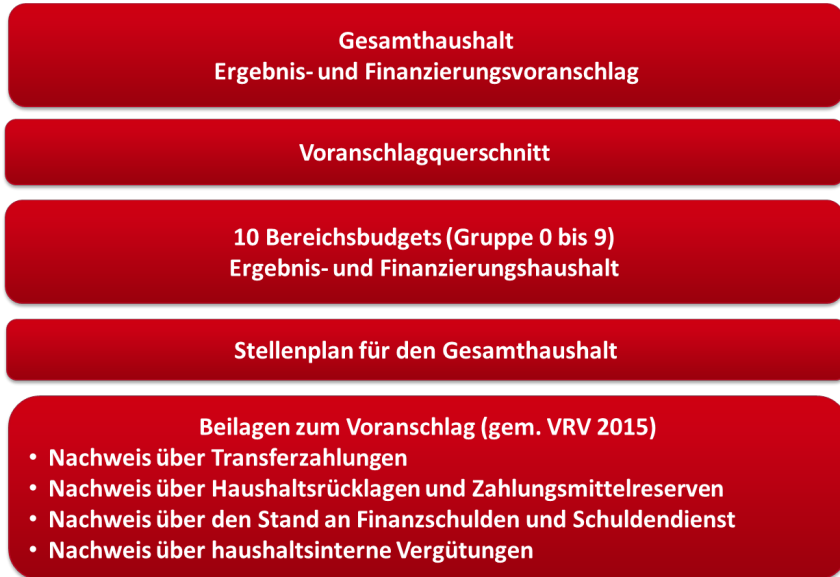 Gesamthaushalt
Ergebnis- und Finanzierungsvoranschlag
Voranschlagquerschnitt
10 Bereichsbudgets (Gruppe 0 bis 9)
Ergebnis- und Finanzierungshaushalt
Stellenplan für den Gesamthaushalt
Beilagen zum Voranschlag (gem. VRV 2015)
• Nachweis über Transferzahlungen
• Nachweis über Haushaltsrücklagen und Zahlungsmittelreserven
• Nachweis über den Stand an Finanzschulden und Schuldendienst
• Nachweis über haushaltsinterne Vergütungen